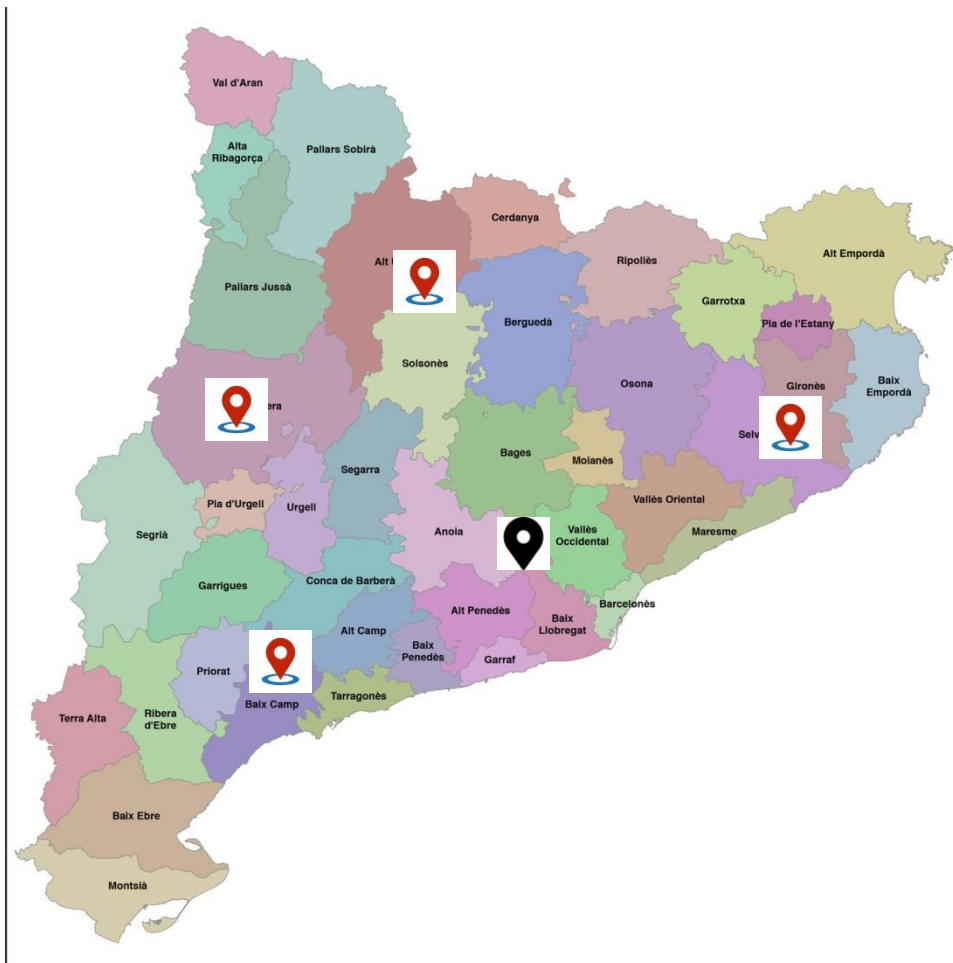 Val d'Aran
Alta
Ribagorça
Pallars Sobirà
Cerdanya
Alt
Alt Empordà
Ripollès
Pallars Jussà
Garrotxa
Berguedà
Pla de l'Estany
Solsonès
Osona
Gironès
Baix
Empordà
era
Selv
Bages
Moianès
Segarra
Vallès Oriental
Pla d'Urgell
Urgell
Segrià
Anoia
Vallès
Occidental
Maresme
Conca de Barberà
Garrigues
Barcelonès
Alt Penedès
Baix
Llobregat
Alt Camp
Baix
Penedès
Garraf
Priorat
Tarragonès
Baix Camp
Terra Alta
Ribera
d'Ebre
Baix Ebre
Montsià